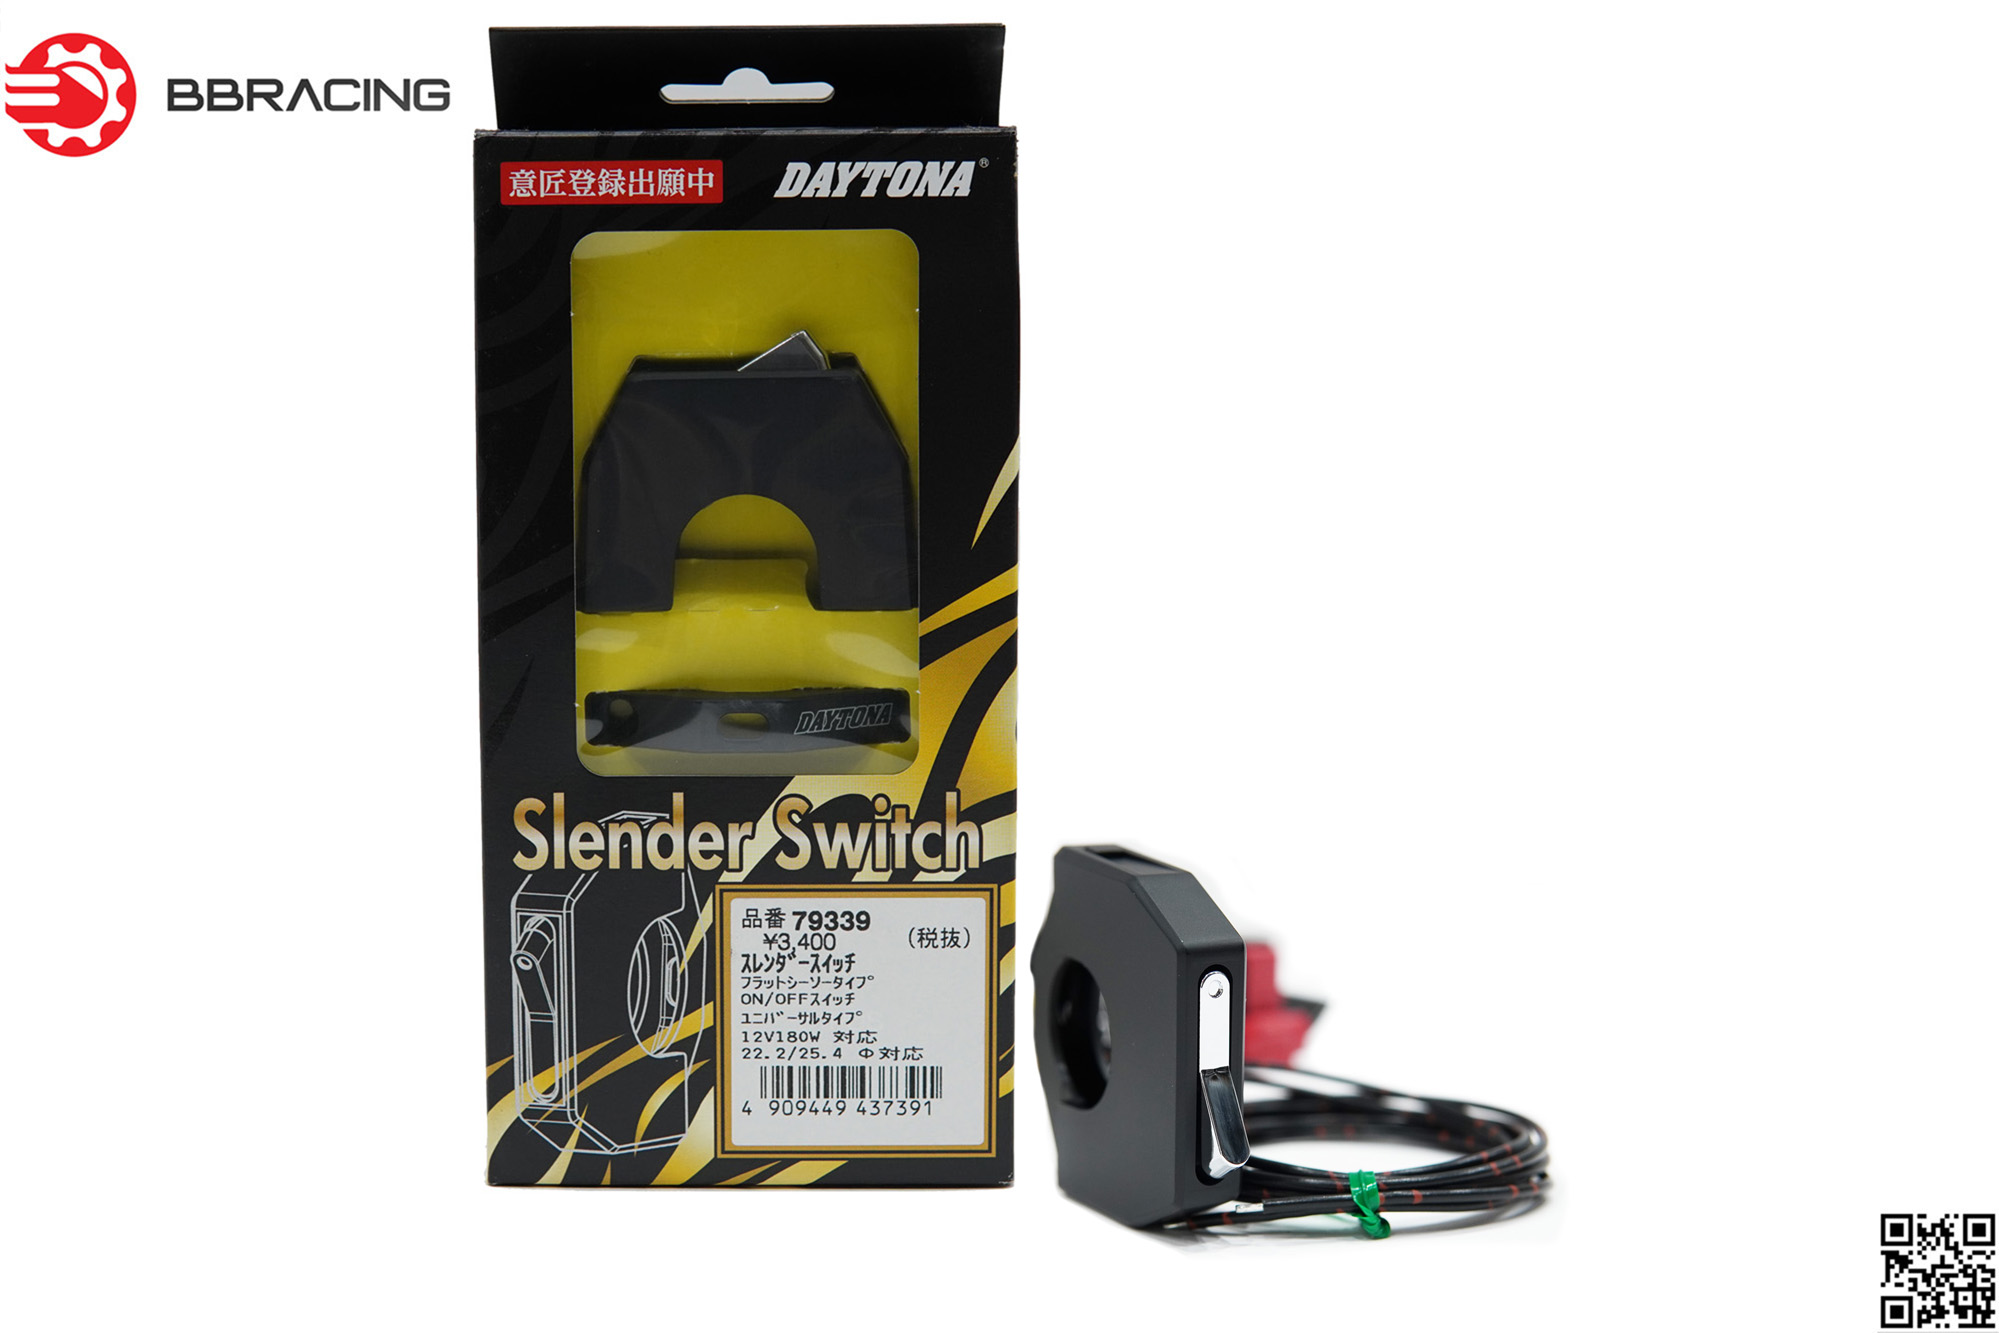 BBRACING
意匠登録出願中
DAYTONA®
DAYTONA
Slender Switch
品番 79339
¥3,400 (税抜)
ｽﾚﾝﾀﾞｰｽｲｯﾁ
ﾌﾗｯﾄｼｰｿｰﾀｲﾌﾟ
ON/OFFｽｲｯﾁ
ﾕﾆﾊﾞｰｻﾙﾀｲﾌﾟ
12V180W 対応
22.2/25.4 Φ対応
4 909449 437391